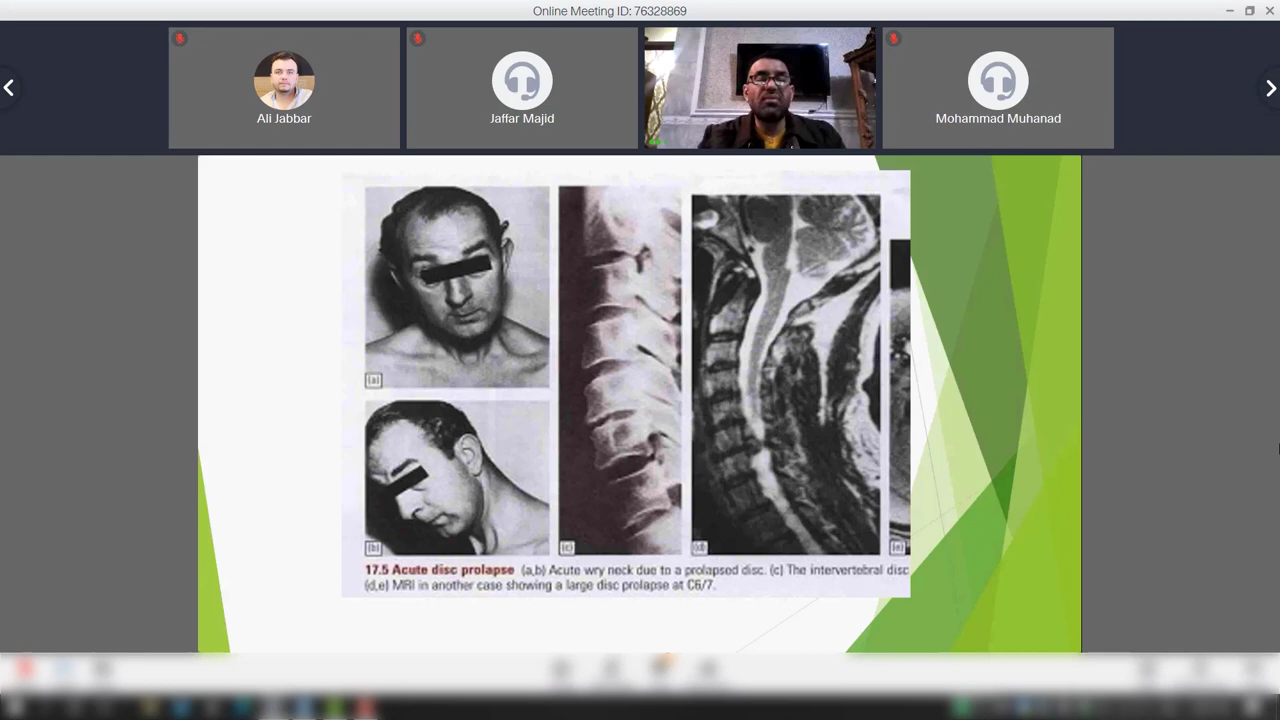 Online Meeting ID: 76328869
Ali Jabbar
Jaffar Majid
Mohammad Muhanad
(a)
(b)
(c)
(d)
(e)
17.5 Acute disc prolapse (a,b) Acute wry neck due to a prolapsed disc. (c) The intervertebral disc
(d,e) MRI in another case showing a large disc prolapse at C6/7.